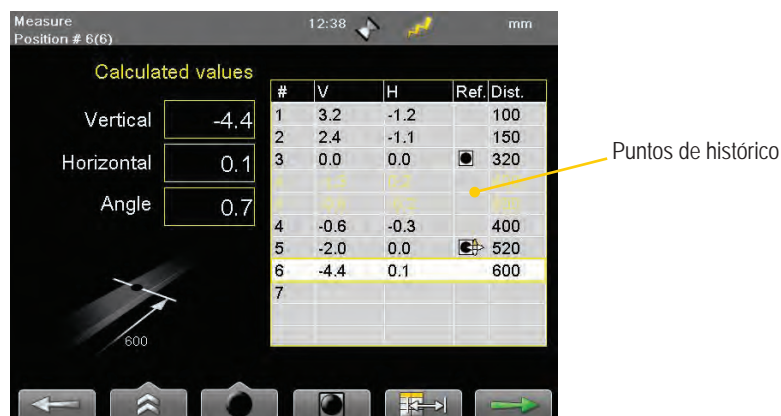 Measure 12:38 mm
Position # 6(6)
Calculated values
Vertical -4.4
Horizontal 0.1
Angle 0.7
600
# V H Ref. Dist.
1 3.2 -1.2 100
2 2.4 -1.1 150
3 0.0 0.0 320
4 -0.6 -0.3 400
5 -2.0 0.0 520
6 -4.4 0.1 600
7
Puntos de histórico